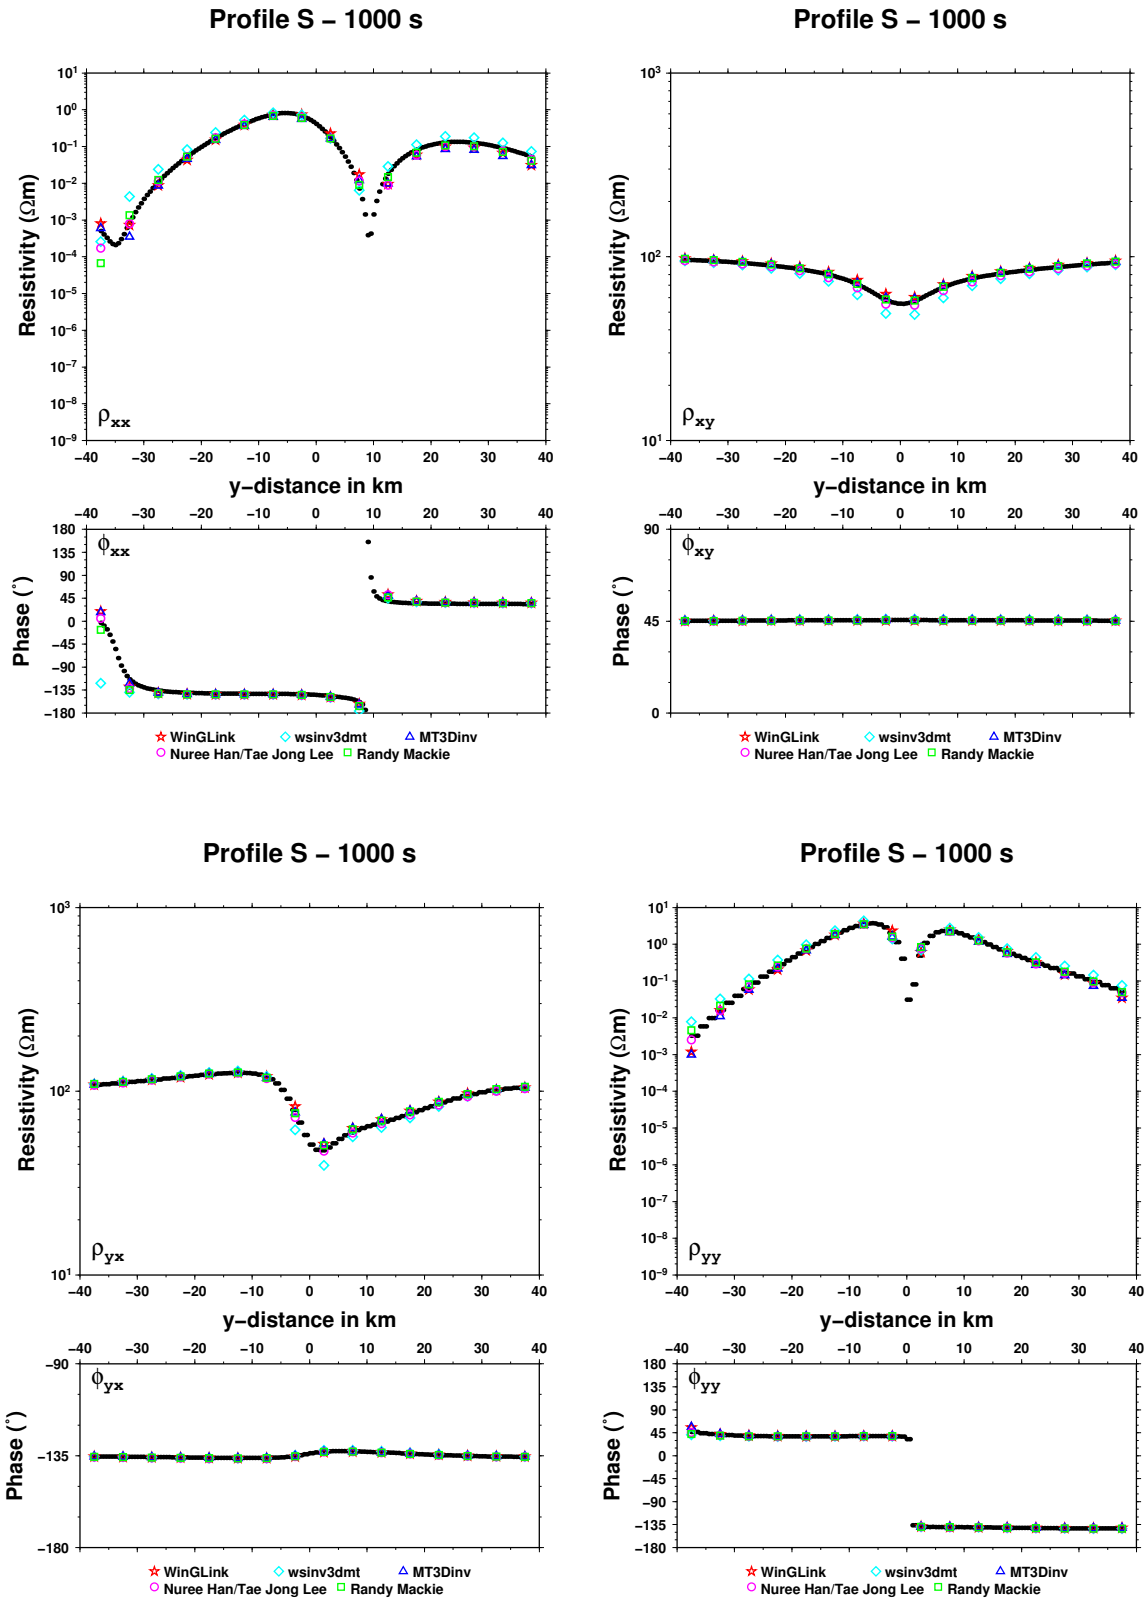 Profile S − 1000 s
10¹
10⁰
10⁻¹
10⁻²
10⁻³
10⁻⁴
10⁻⁵
10⁻⁶
10⁻⁷
10⁻⁸
10⁻⁹
Resistivity (Ωm)
ρxx
−40 −30 −20 −10 0 10 20 30 40
y−distance in km
−40 −30 −20 −10 0 10 20 30 40
180
135
90
45
0
−45
−90
−135
−180
Phase (°)
ϕxx
WinGLink wsinv3dmt MT3Dinv
Nuree Han/Tae Jong Lee Randy Mackie
Profile S − 1000 s
10³
10²
10¹
Resistivity (Ωm)
ρxy
−40 −30 −20 −10 0 10 20 30 40
y−distance in km
−40 −30 −20 −10 0 10 20 30 40
90
45
0
Phase (°)
ϕxy
WinGLink wsinv3dmt MT3Dinv
Nuree Han/Tae Jong Lee Randy Mackie
Profile S − 1000 s
10³
10²
10¹
Resistivity (Ωm)
ρyx
−40 −30 −20 −10 0 10 20 30 40
y−distance in km
−40 −30 −20 −10 0 10 20 30 40
−90
−135
−180
Phase (°)
ϕyx
WinGLink wsinv3dmt MT3Dinv
Nuree Han/Tae Jong Lee Randy Mackie
Profile S − 1000 s
10¹
10⁰
10⁻¹
10⁻²
10⁻³
10⁻⁴
10⁻⁵
10⁻⁶
10⁻⁷
10⁻⁸
10⁻⁹
Resistivity (Ωm)
ρyy
−40 −30 −20 −10 0 10 20 30 40
y−distance in km
−40 −30 −20 −10 0 10 20 30 40
180
135
90
45
0
−45
−90
−135
−180
Phase (°)
ϕyy
WinGLink wsinv3dmt MT3Dinv
Nuree Han/Tae Jong Lee Randy Mackie